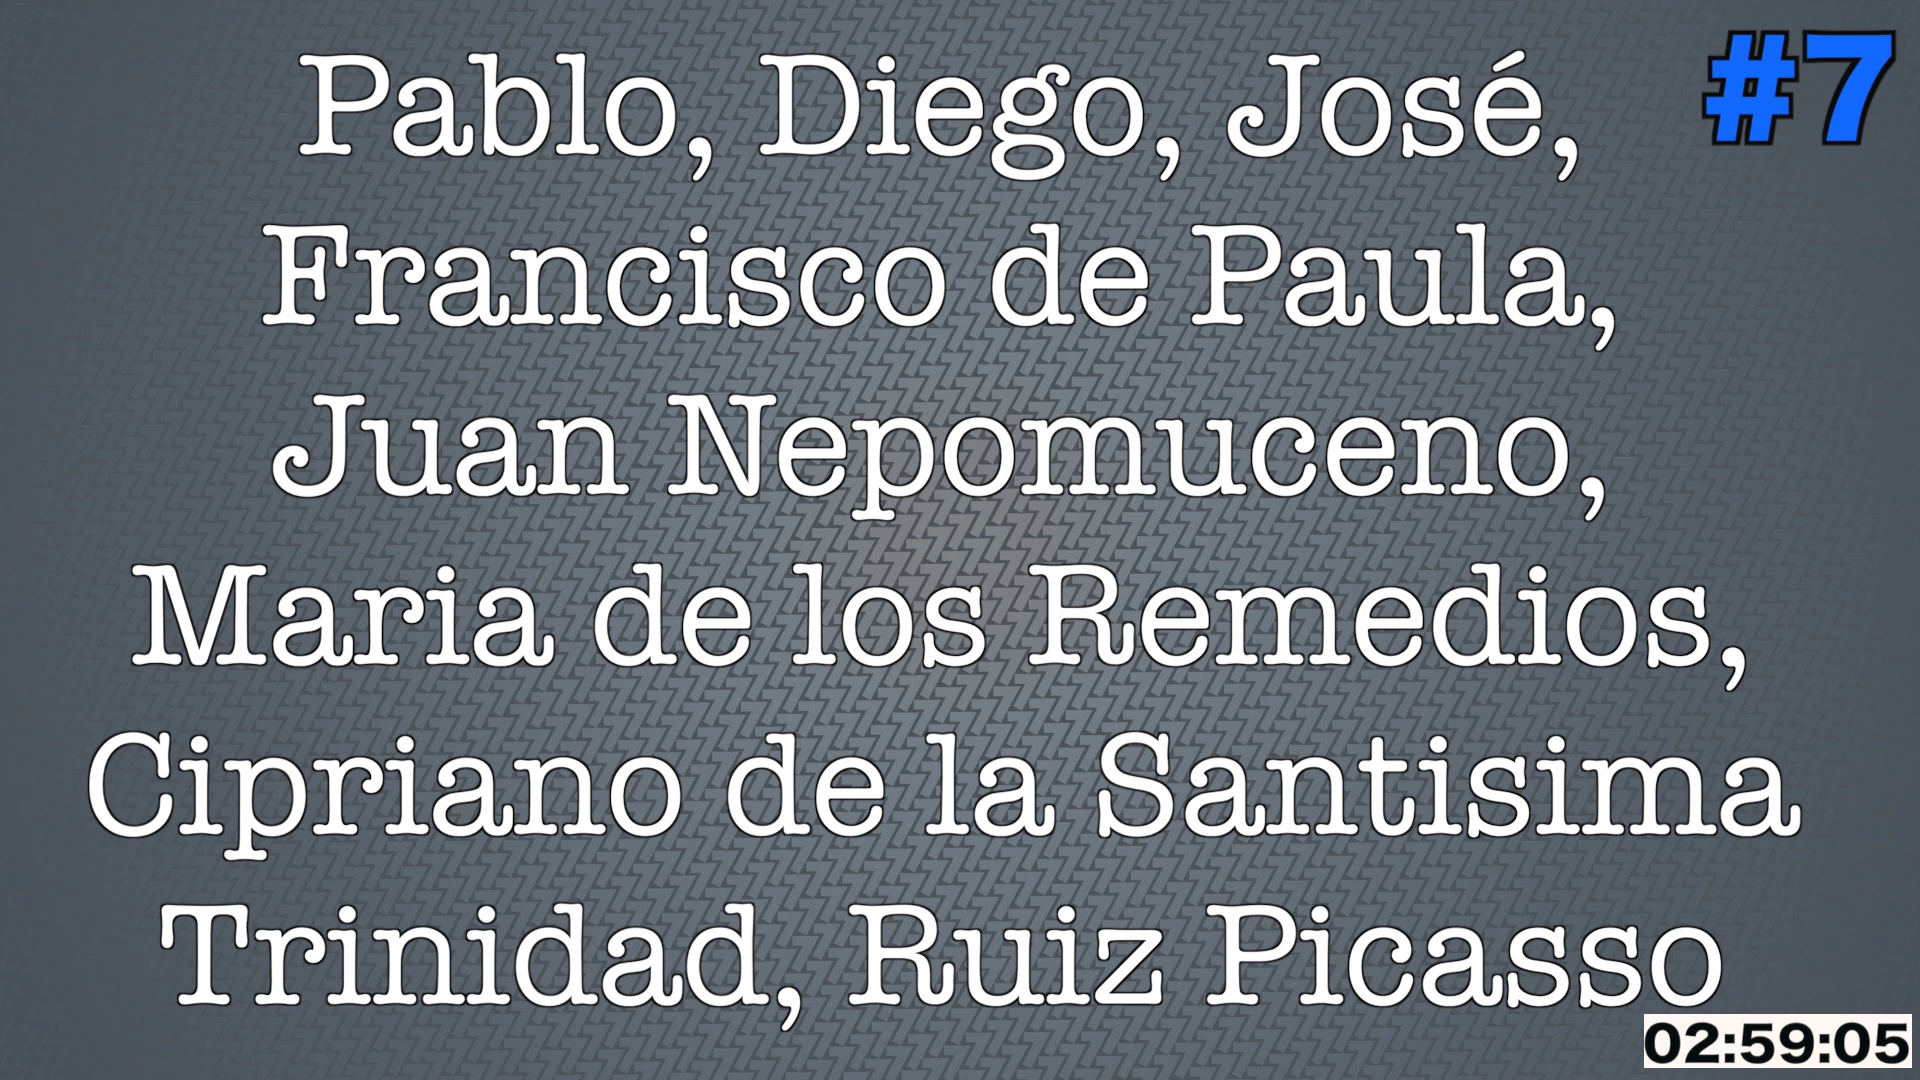 Pablo, Diego, José,
#7
Francisco de Paula,
Juan Nepomuceno,
Maria de los Remedios,
Cipriano de la Santisima
Trinidad, Ruiz Picasso
02:59:05